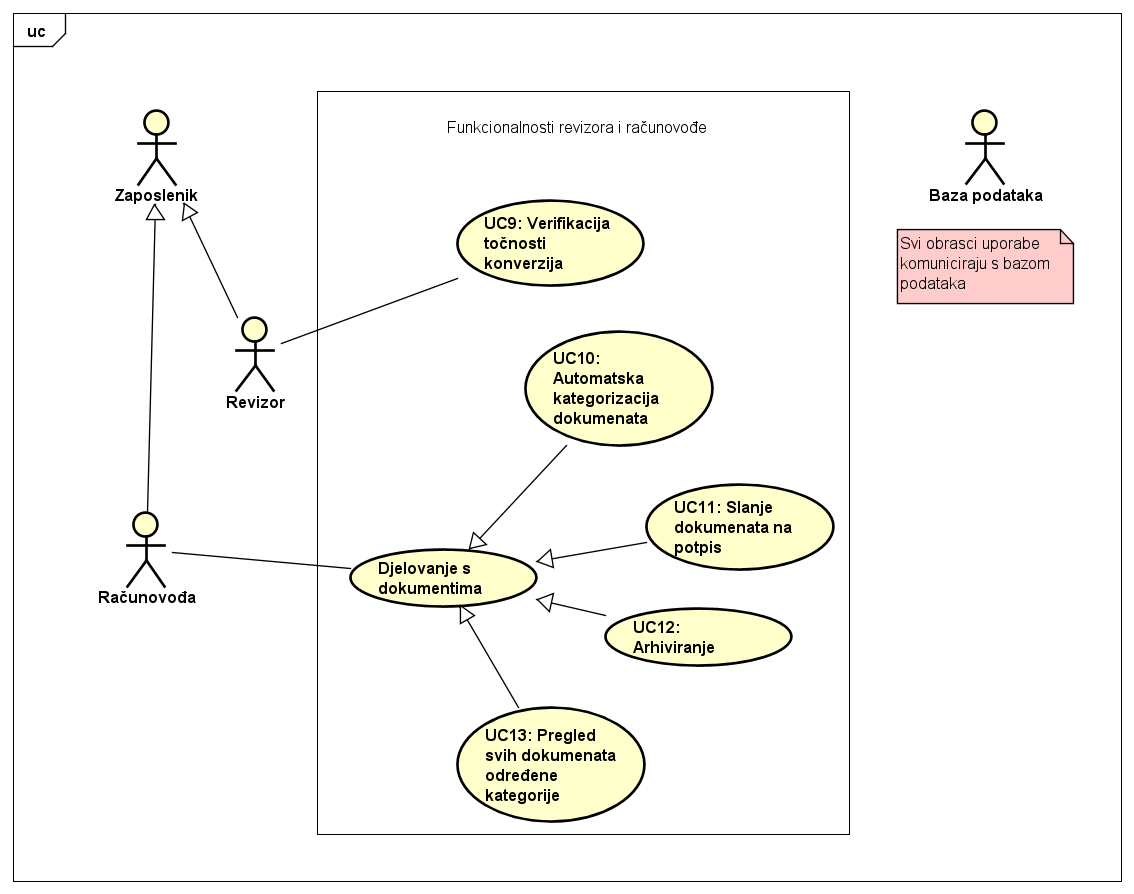 uc
Funkcionalnosti revizora i računovođe
Zaposlenik
Baza podataka
UC9: Verifikacija
točnosti
konverzija
Svi obrasci uporabe
komuniciraju s bazom
podataka
Revizor
UC10:
Automatska
kategorizacija
dokumenata
UC11: Slanje
dokumenata na
potpis
Računovođa
Djelovanje s
dokumentima
UC12:
Arhiviranje
UC13: Pregled
svih dokumenata
određene
kategorije